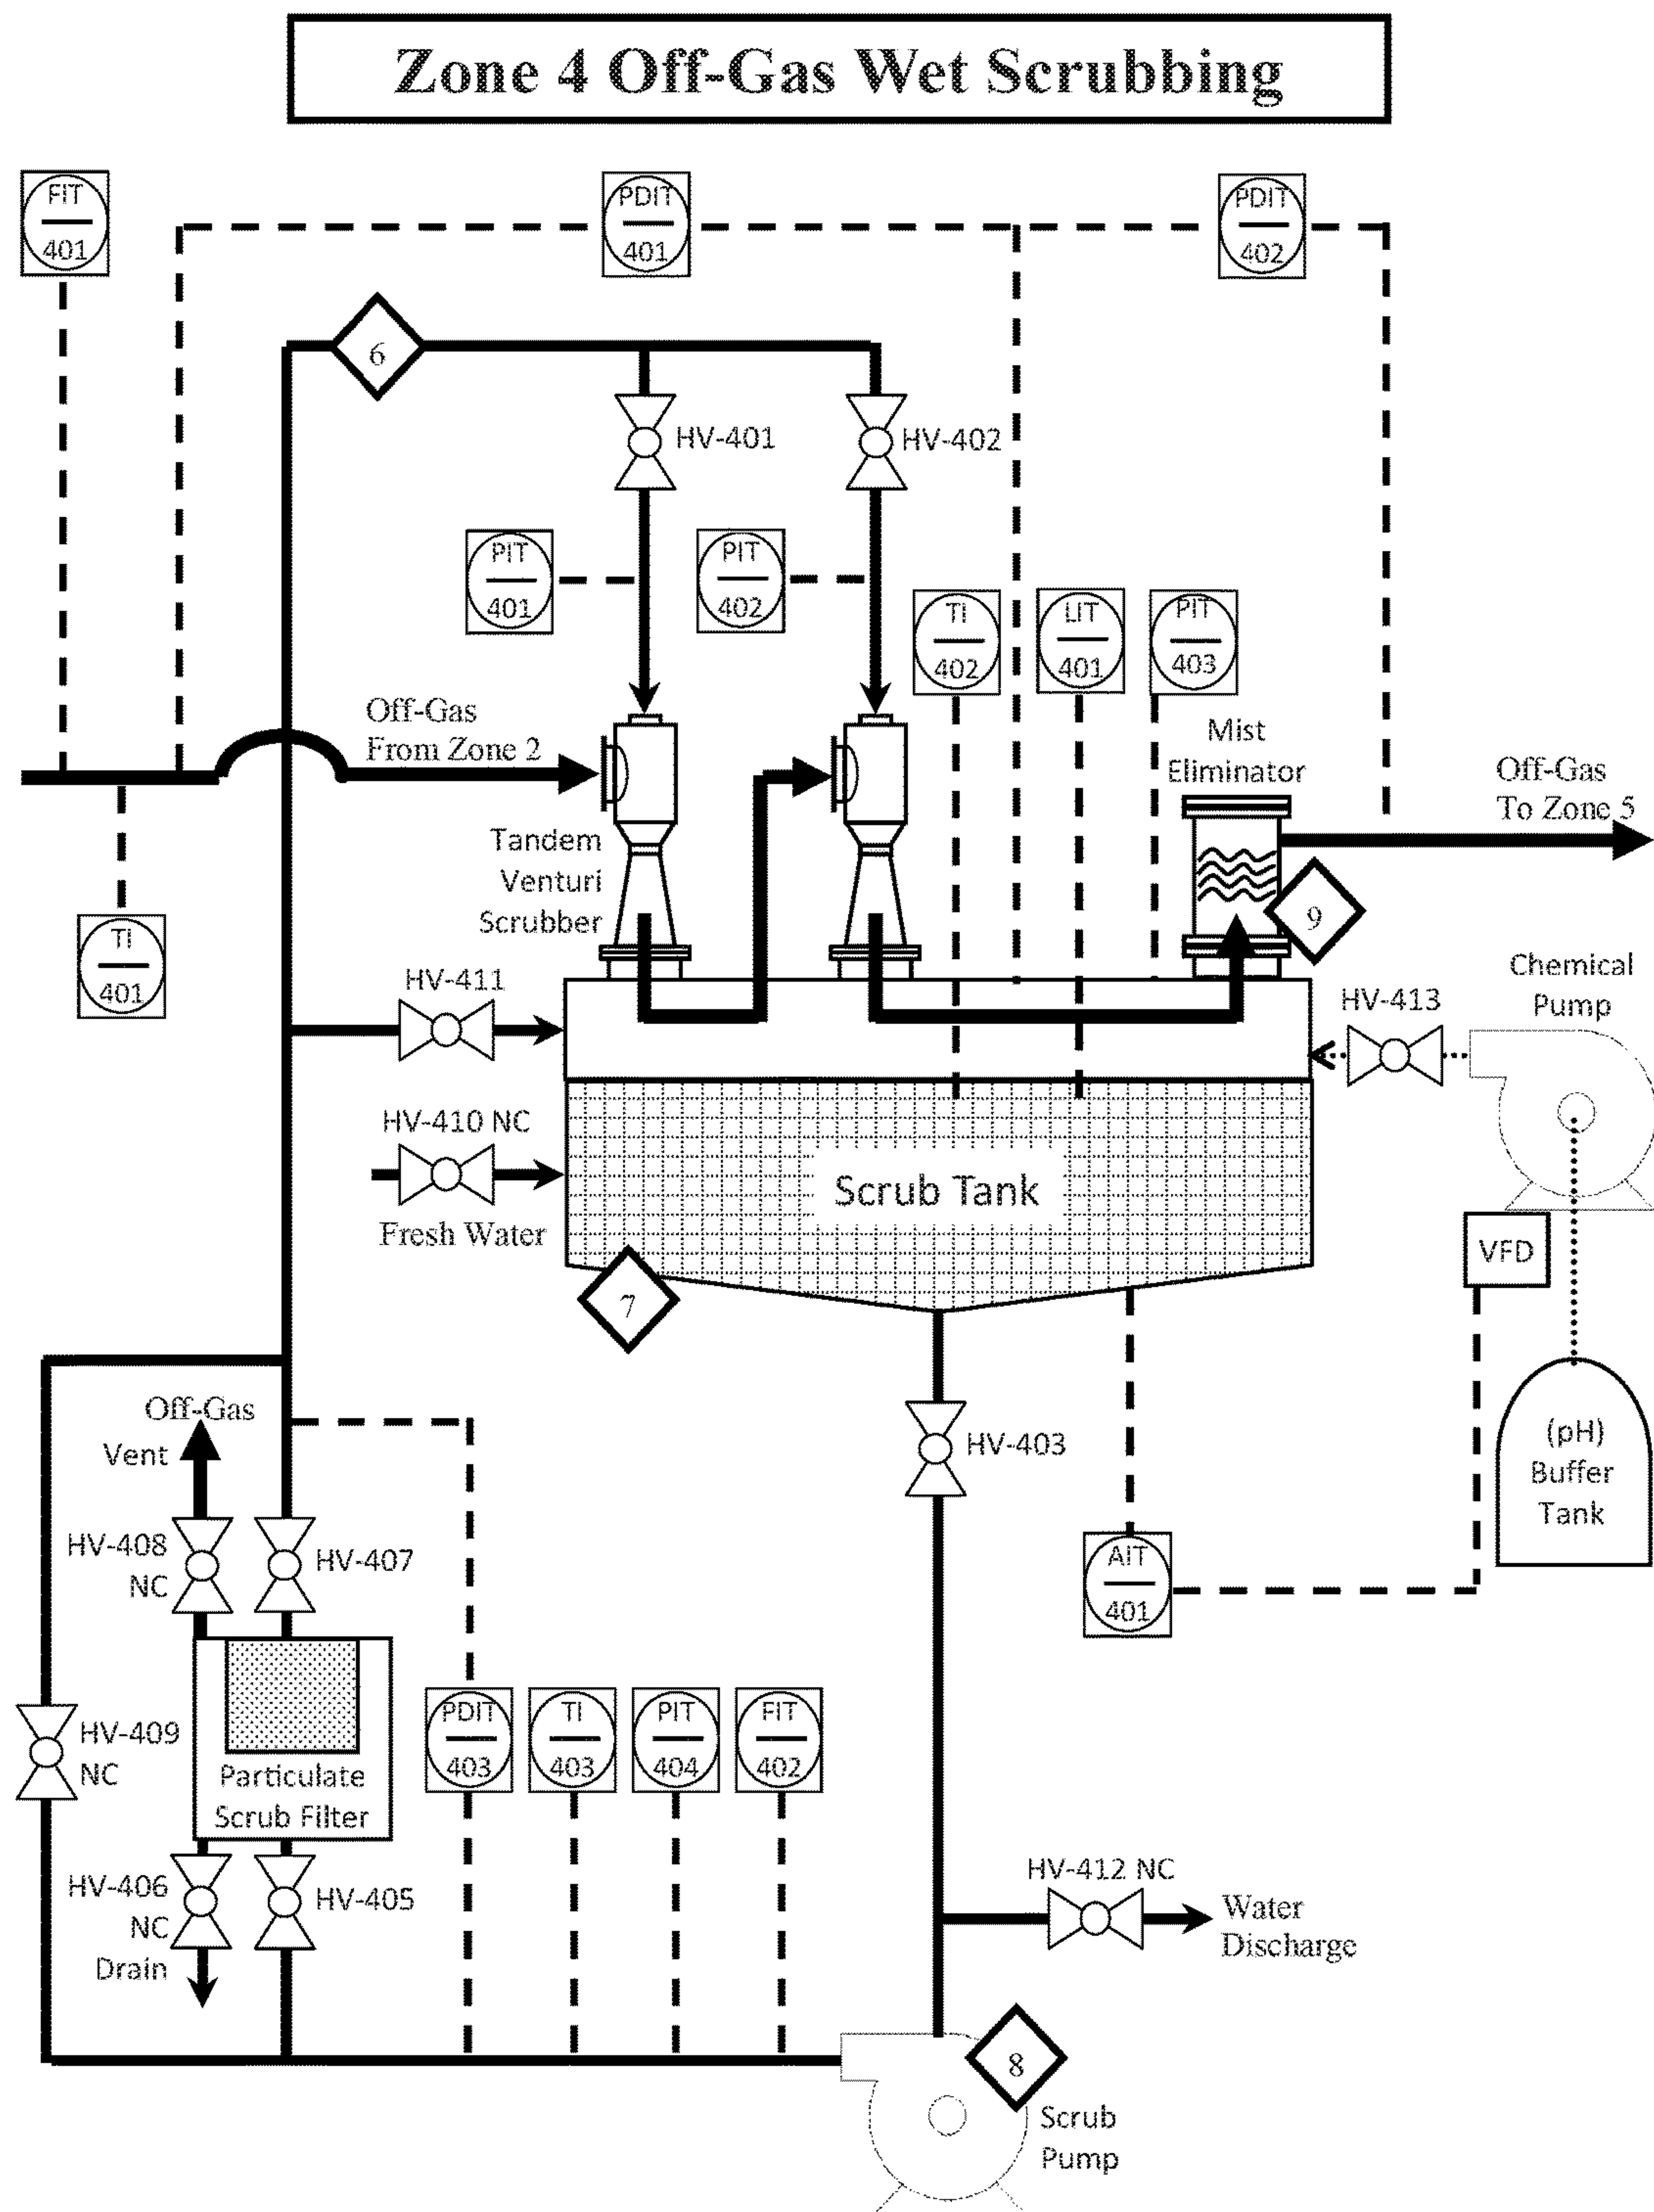 Zone 4 Off-Gas Wet Scrubbing
FIT
401
PDIT
401
PDIT
402
6
HV-401
HV-402
PIT
401
PIT
402
TI
402
LIT
401
PIT
403
Off-Gas
From Zone 2
Mist
Eliminator
Off-Gas
To Zone 5
Tandem
Venturi
Scrubber
9
TI
401
HV-411
HV-413
Chemical
Pump
HV-410 NC
Fresh Water
Scrub Tank
VFD
7
Off-Gas
Vent
HV-403
(pH)
Buffer
Tank
HV-408
NC
HV-407
AIT
401
HV-409
NC
Particulate
Scrub Filter
PDIT
403
TI
403
PIT
404
FIT
402
HV-406
NC
Drain
HV-405
HV-412 NC
Water
Discharge
8
Scrub
Pump